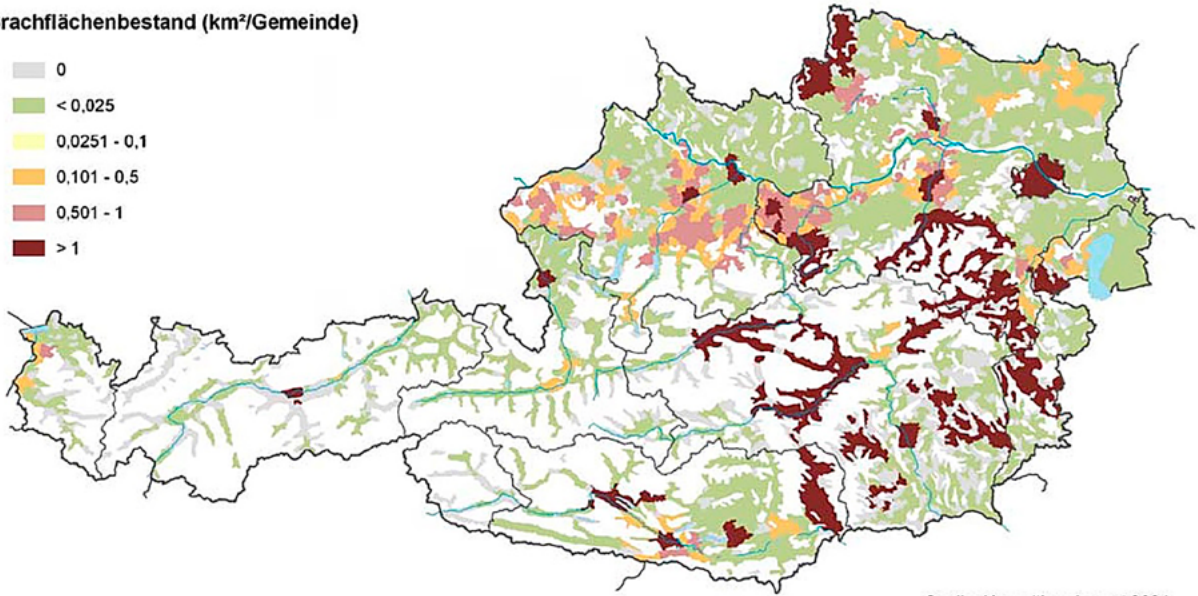 rachflächenbestand (km²/Gemeinde)
0
< 0,025
0,0251 - 0,1
0,101 - 0,5
0,501 - 1
> 1